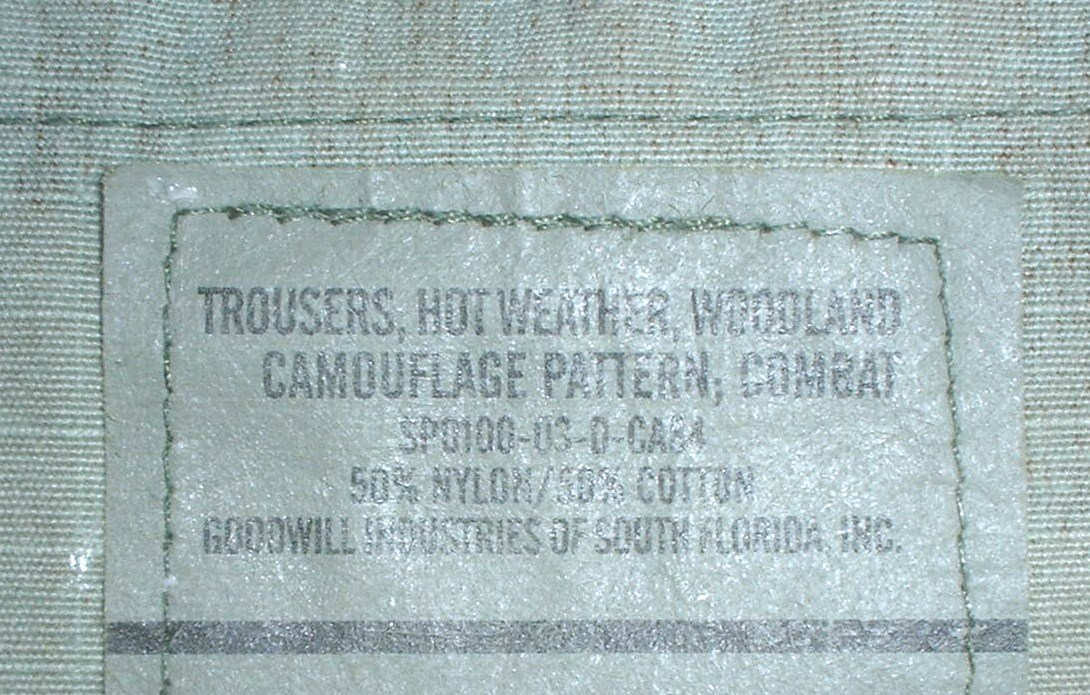 TROUSERS, HOT WEATHER, WOODLAND
CAMOUFLAGE PATTERN, COMBAT
SP0100-03-D-CA84
50% NYLON/50% COTTON
GOODWILL INDUSTRIES OF SOUTH FLORIDA, INC.